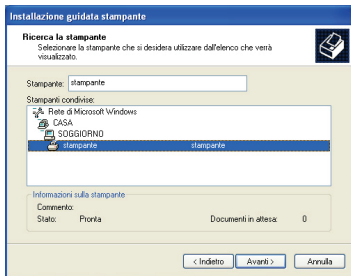 Installazione guidata stampante
Ricerca la stampante
Selezionare la stampante che si desidera utilizzare dall'elenco che verrà
visualizzato.
Stampante: stampante
Stampanti condivise:
Rete di Microsoft Windows
CASA
SOGGIORNO
stampante stampante
Informazioni sulla stampante
Commento:
Stato: Pronta Documenti in attesa: 0
< Indietro Avanti > Annulla